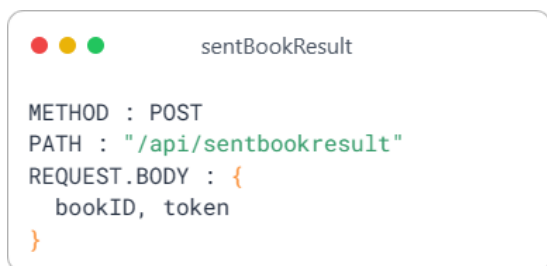 sentBookResult
METHOD : POST
PATH : "/api/sentbookresult"
REQUEST.BODY : {
bookID, token
}